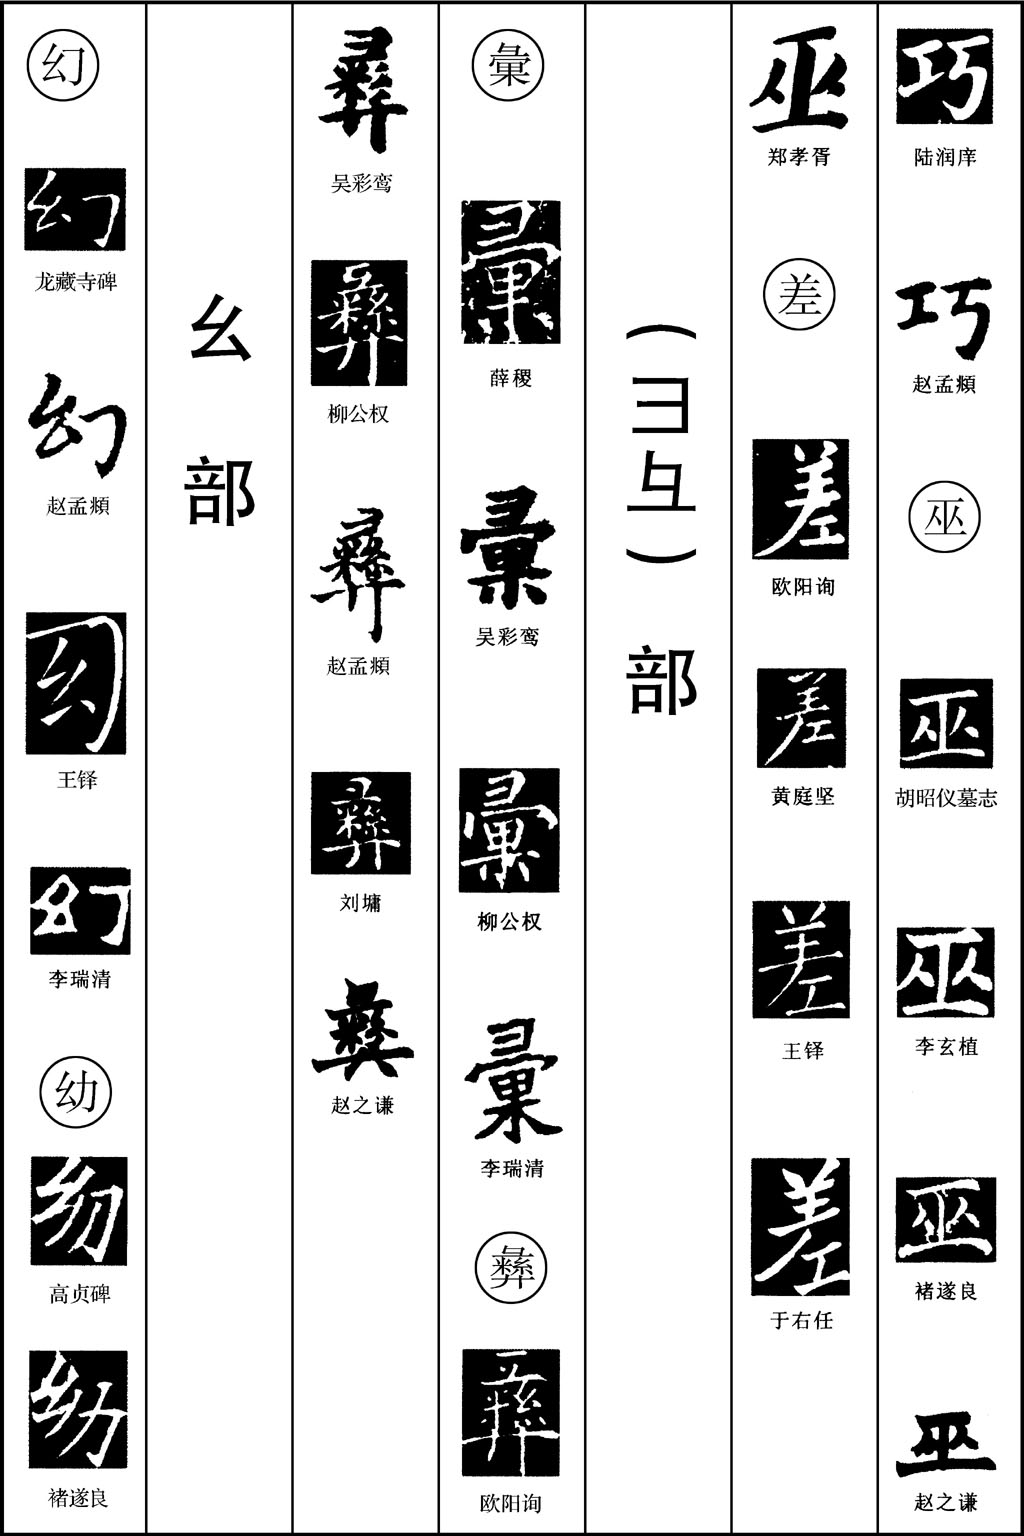 巧
陆润庠
巧
赵孟頫
巫
巫
胡昭仪墓志
巫
李玄植
巫
褚遂良
巫
赵之谦
巫
郑孝胥
差
差
欧阳询
差
黄庭坚
差
王铎
差
于右任
（彐彑）部
彙
彙
薛稷
彙
吴彩鸾
彙
柳公权
彙
李瑞清
彝
彝
欧阳询
彝
吴彩鸾
彝
柳公权
彝
赵孟頫
彝
刘墉
彝
赵之谦
幺部
幻
幻
龙藏寺碑
幻
赵孟頫
幻
王铎
幻
李瑞清
幼
幼
高贞碑
幼
褚遂良